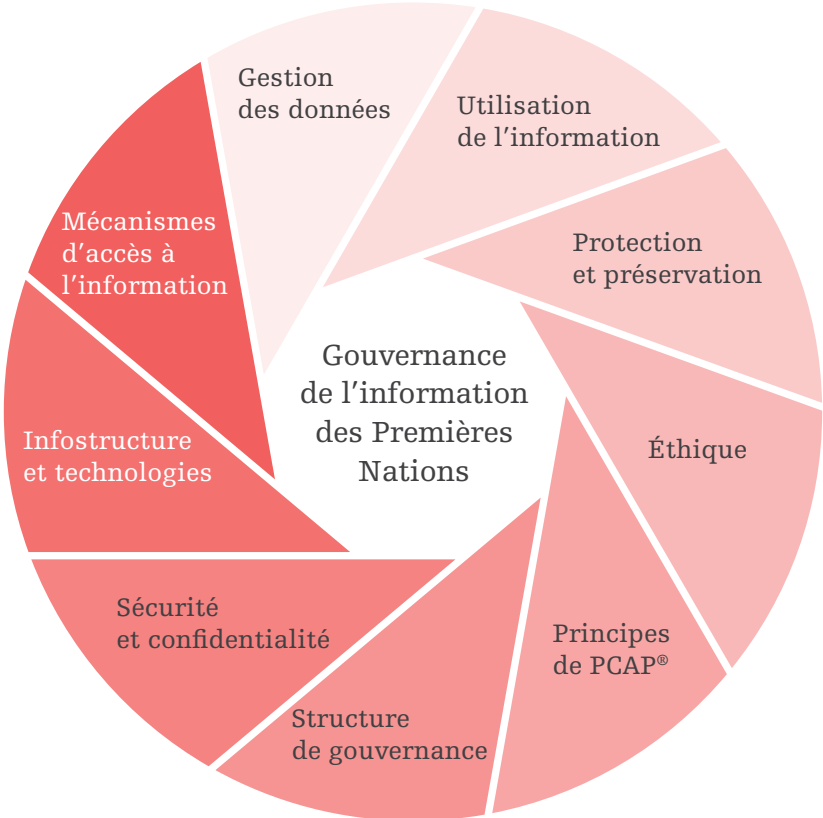 Gestion
des données
Utilisation
de l'information
Protection
et préservation
Éthique
Principes
de PCAP®
Structure
de gouvernance
Sécurité
et confidentialité
Infostructure
et technologies
Mécanismes
d'accès à
l'information
Gouvernance
de l'information
des Premières
Nations